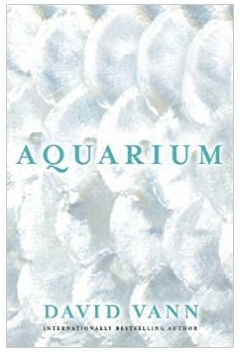 AQUARIUM
DAVID VANN
INTERNATIONALLY BESTSELLING AUTHOR